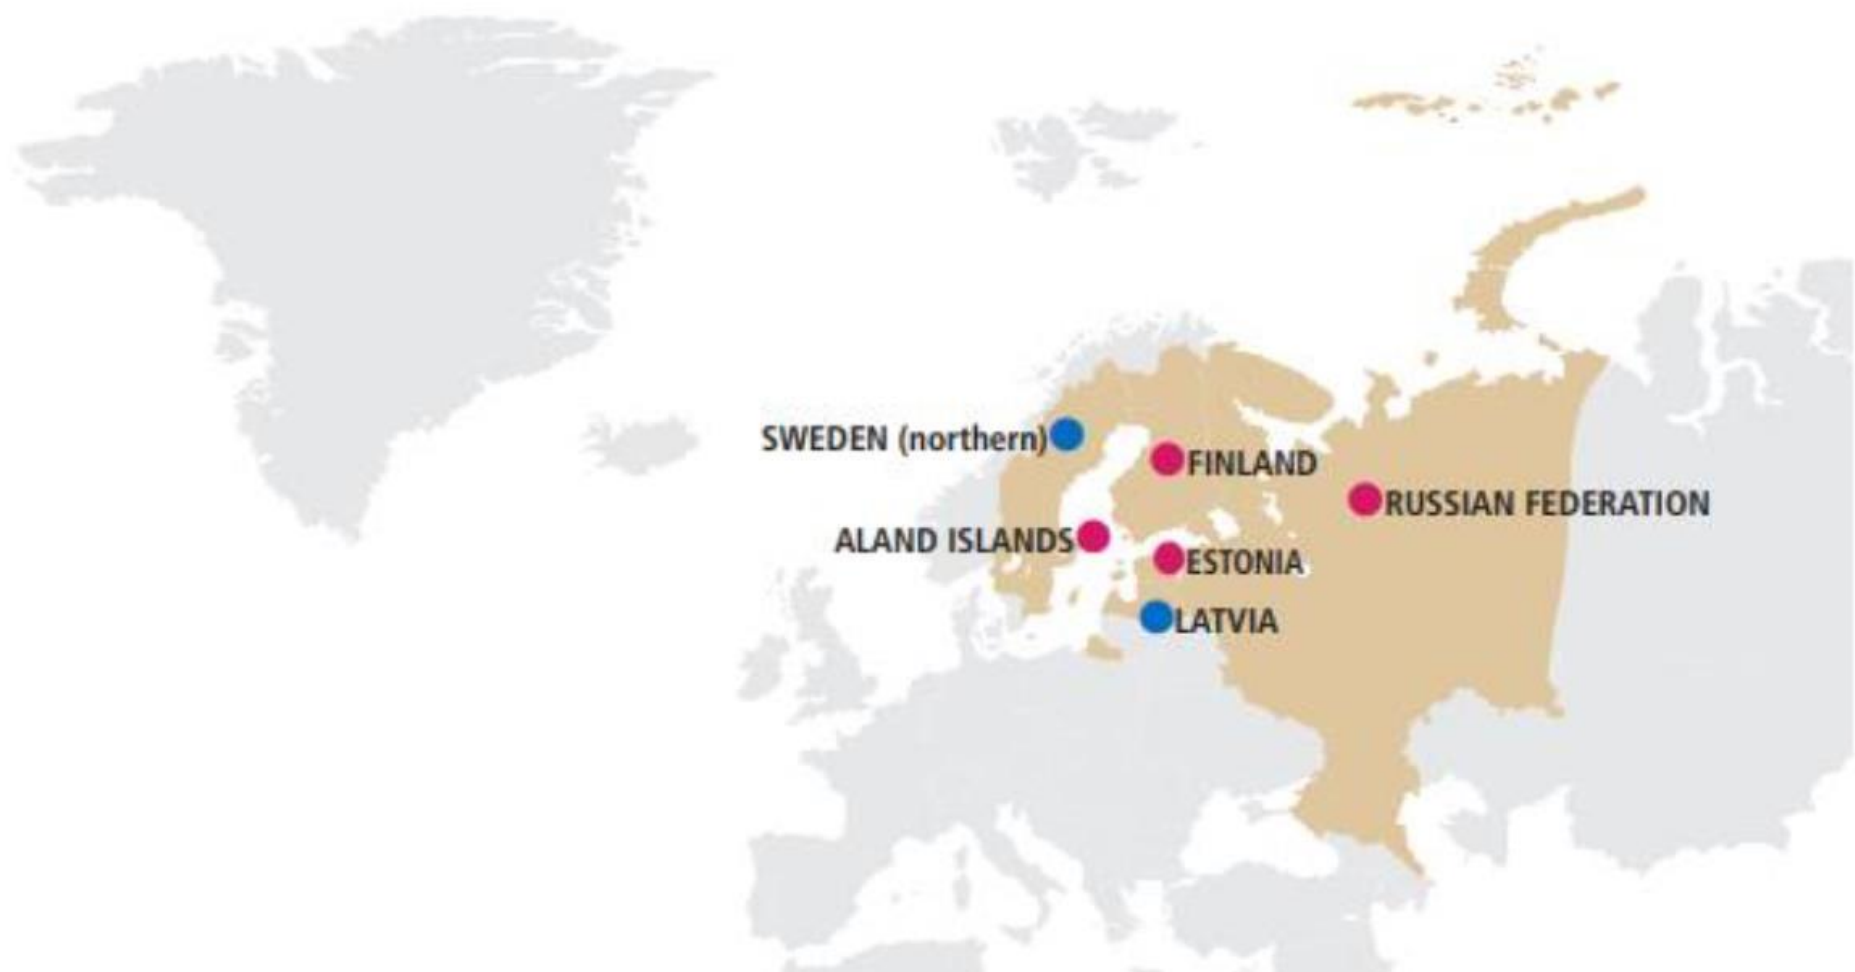 SWEDEN (northern)
FINLAND
RUSSIAN FEDERATION
ALAND ISLANDS
ESTONIA
LATVIA